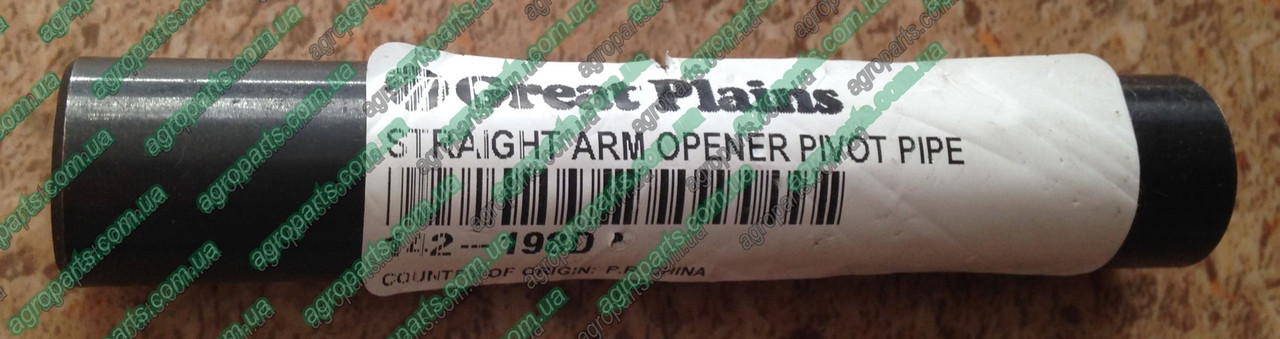 Great Plains
STRAIGHT ARM OPENER PIVOT PIPE
COUNTRY OF ORIGIN: P.R. CHINA
agroparts.com.ua